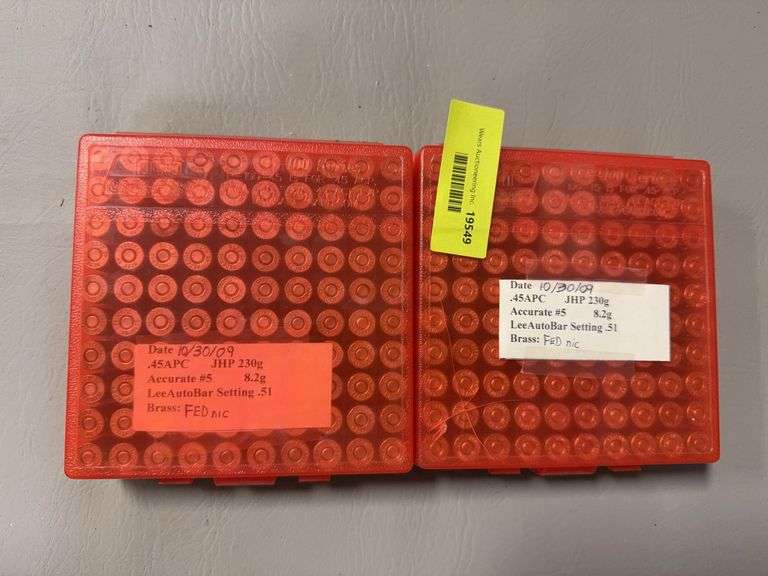 Date 10/30/09
.45APC JHP 230g
Accurate #5 8.2g
LeeAutoBar Setting .51
Brass: FED nic
Wears Auctioneering Inc.
19549
Date 10/30/09
.45APC JHP 230g
Accurate #5 8.2g
LeeAutoBar Setting .51
Brass: FED nic